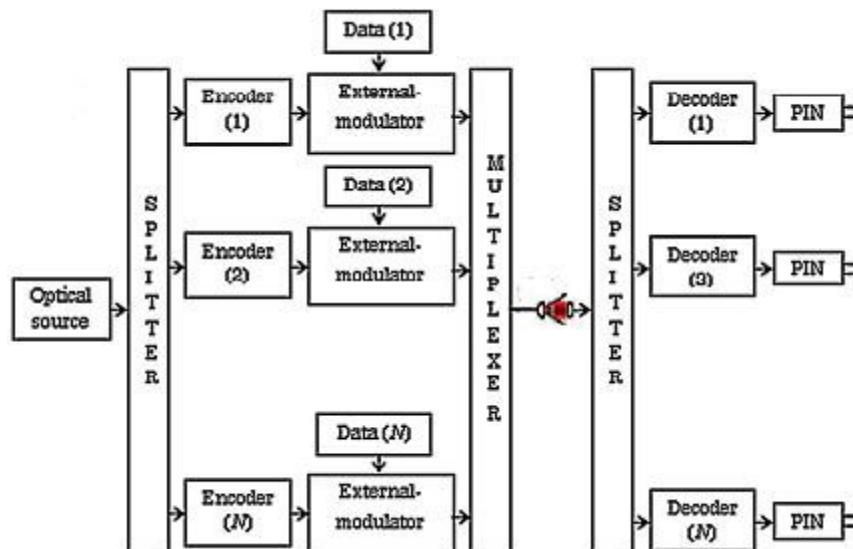 Data (1)
Encoder
(1)
External-
modulator
Decoder
(1)
PIN
Data (2)
Encoder
(2)
External-
modulator
Decoder
(3)
PIN
Optical
source
SPLITTER
MULTIPLEXER
SPLITTER
Data (N)
Encoder
(N)
External-
modulator
Decoder
(N)
PIN